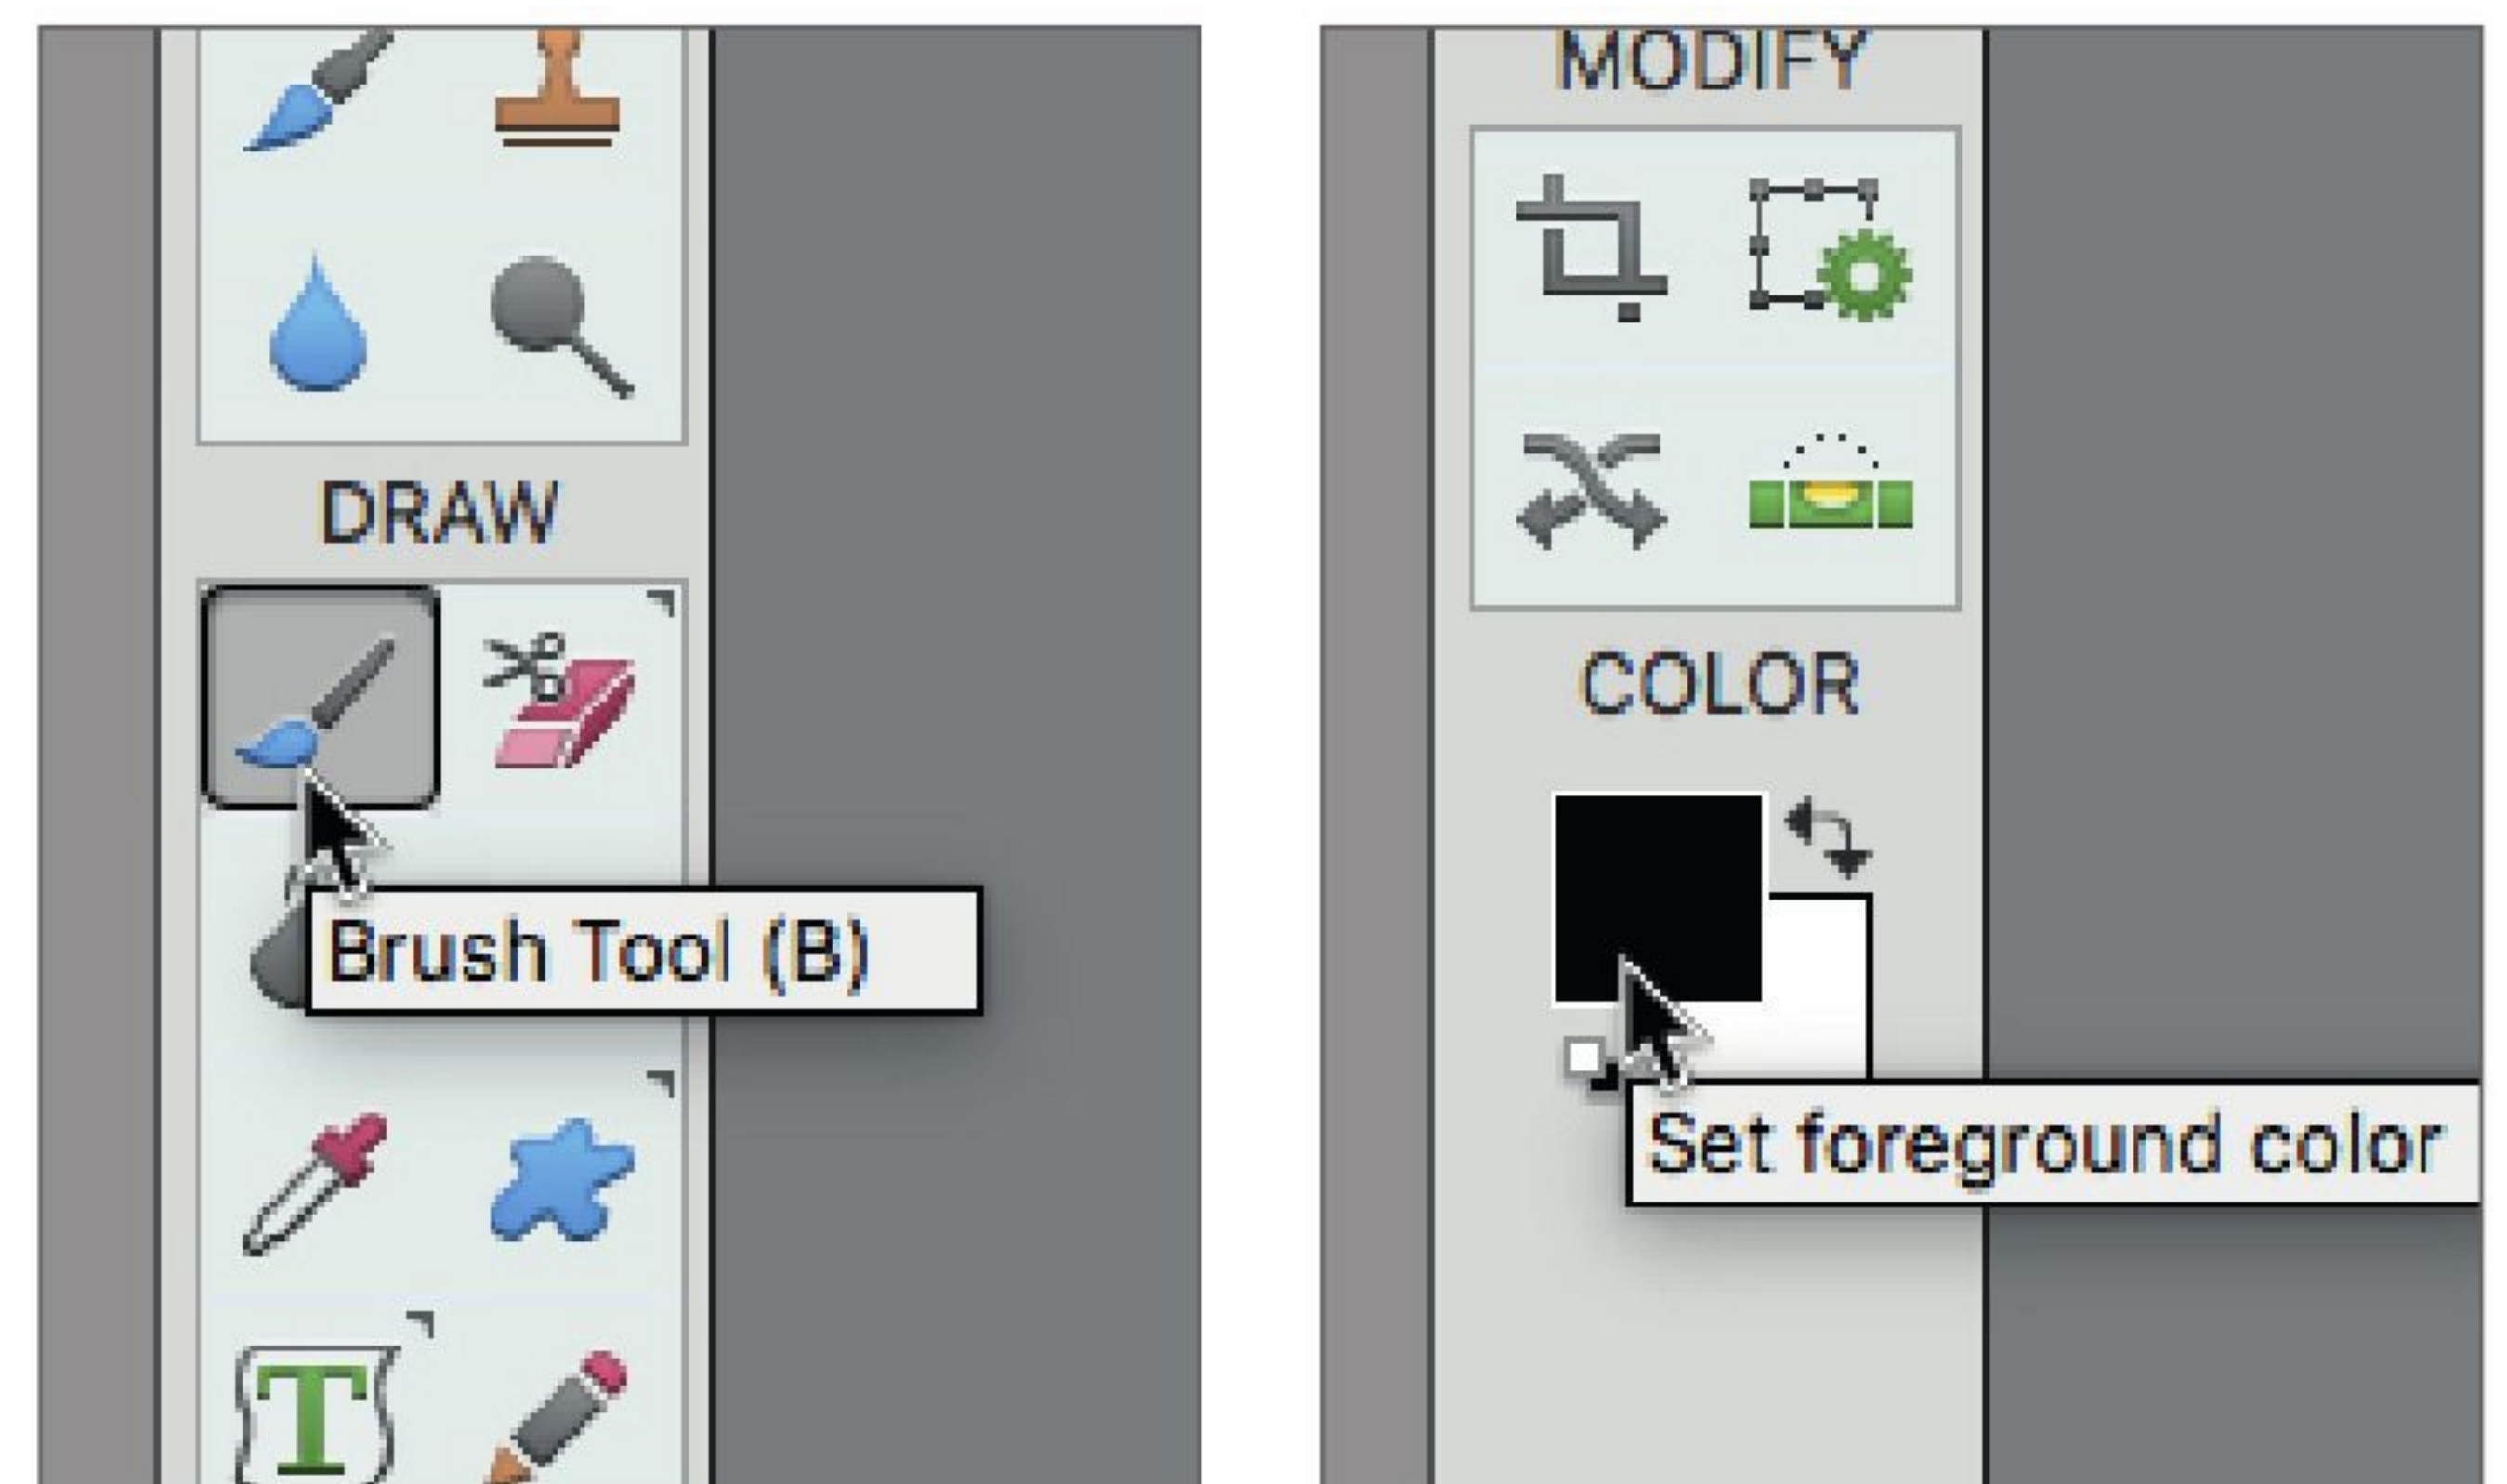 DRAW
Brush Tool (B)
MODIFY
COLOR
Set foreground color
T